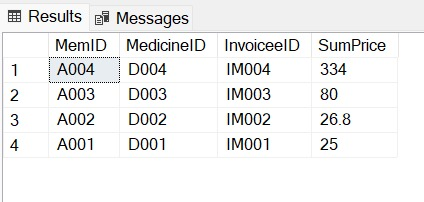 Results Messages
MemID MedicineID InvoiceeID SumPrice
1 A004 D004 IM004 334
2 A003 D003 IM003 80
3 A002 D002 IM002 26.8
4 A001 D001 IM001 25